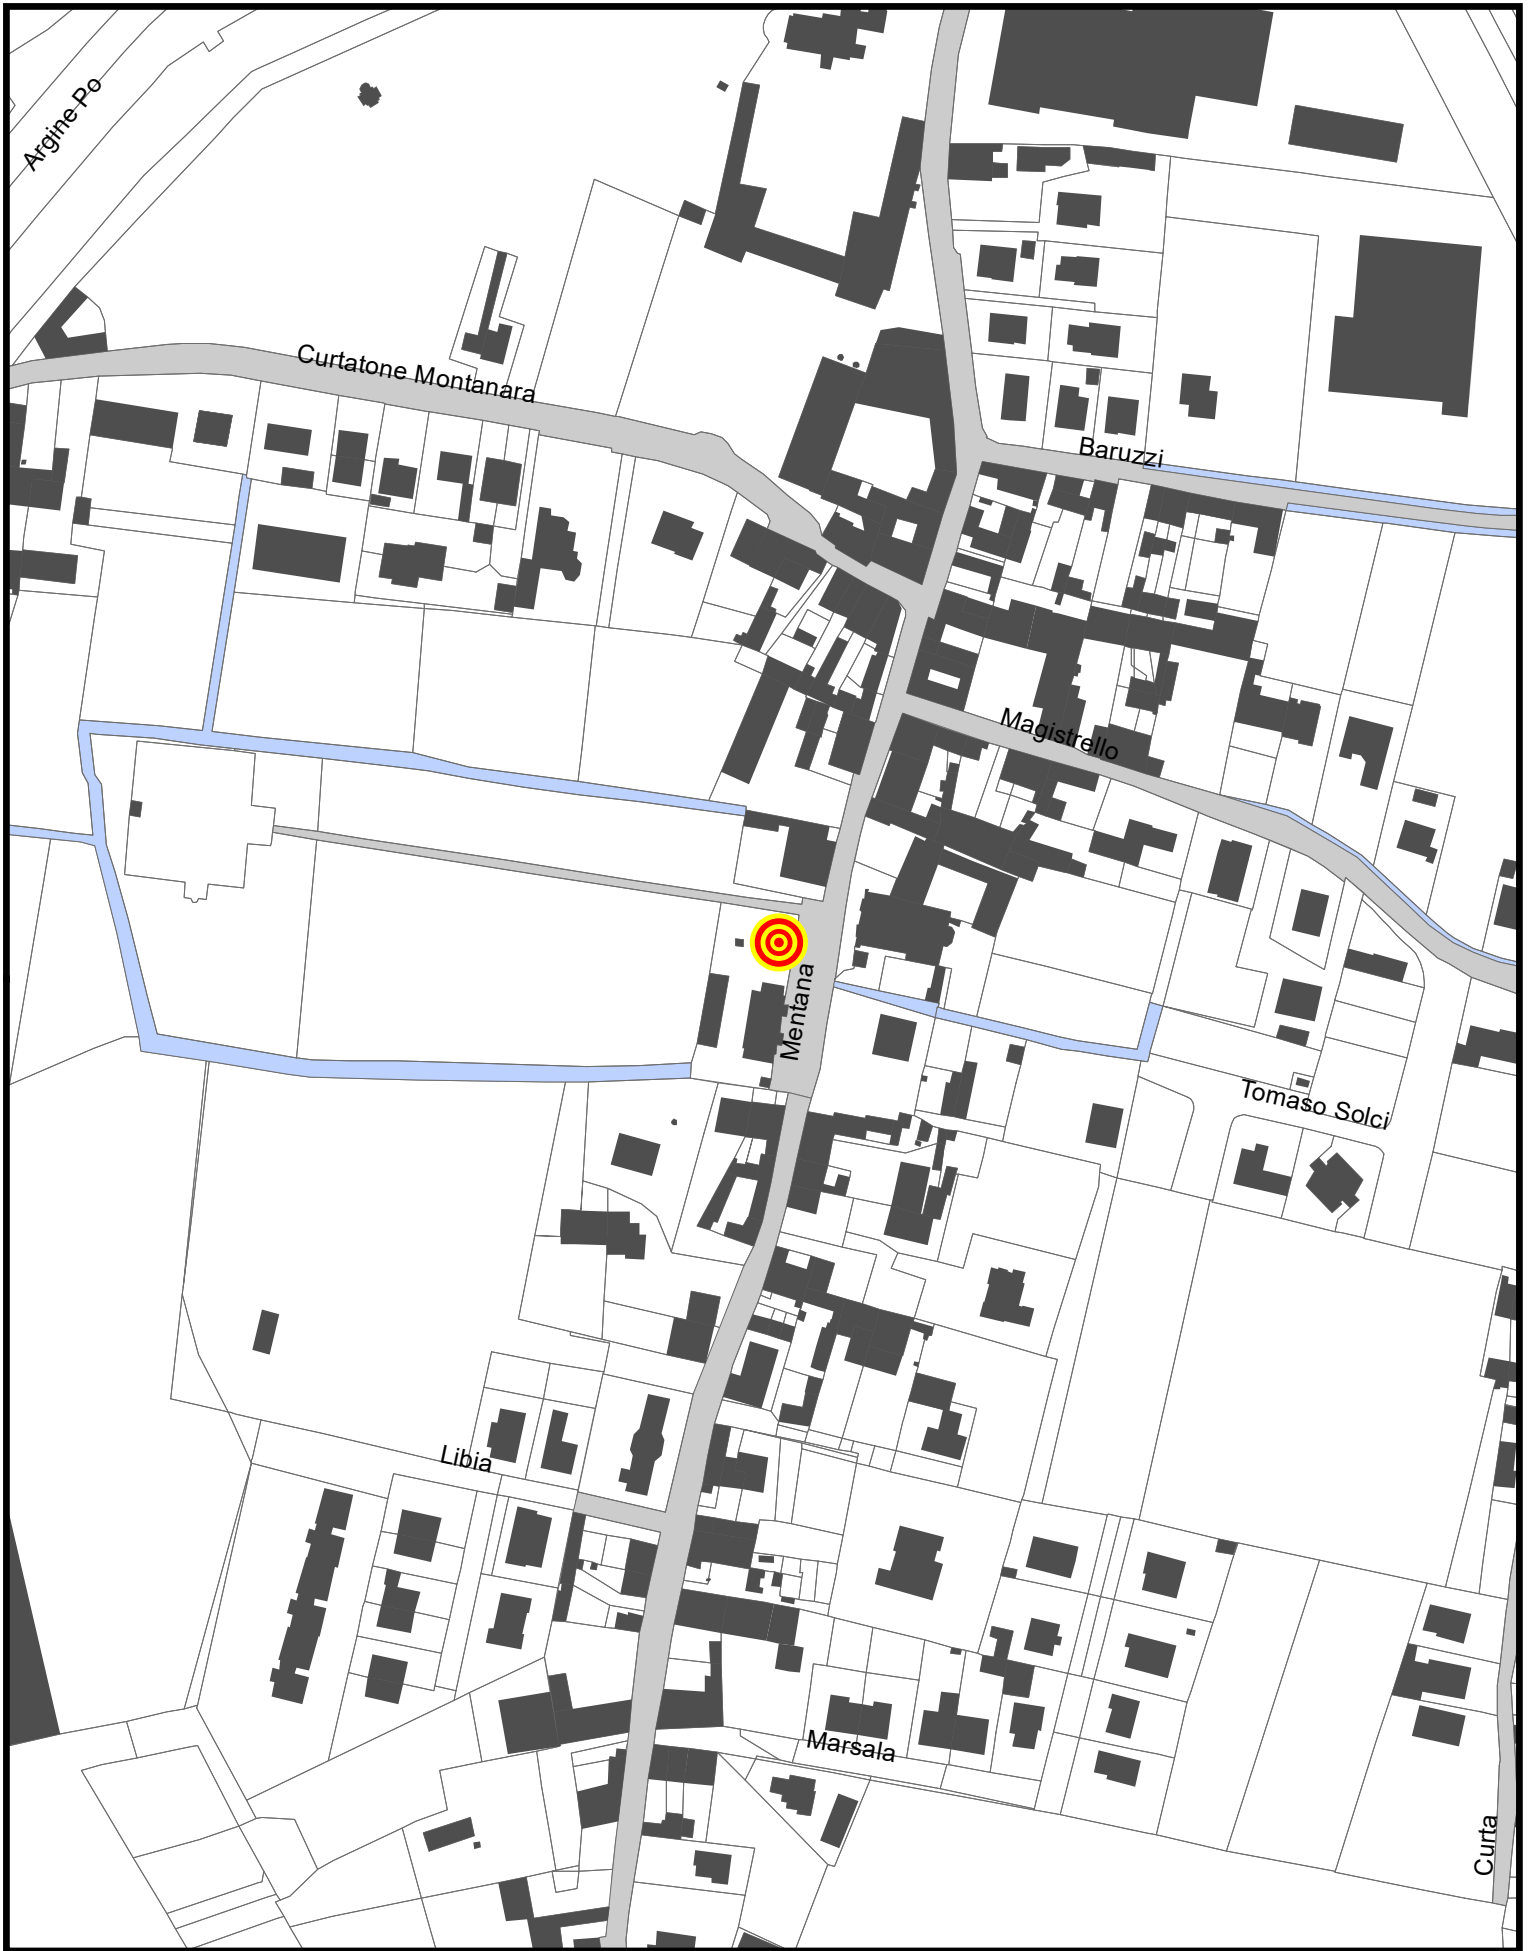 Argine Po
Curtatone Montanara
Baruzzi
Magistrello
Mentana
Tomaso Solci
Libia
Marsala
Curta